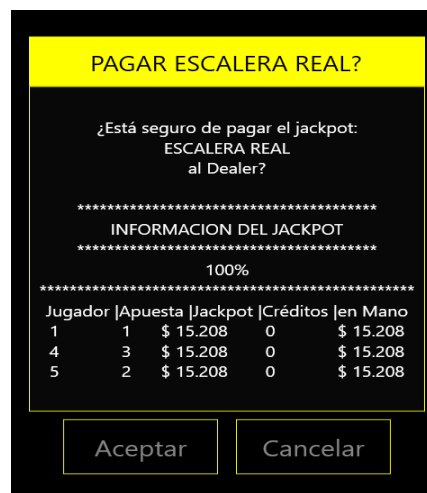 PAGAR ESCALERA REAL?
¿Está seguro de pagar el jackpot:
ESCALERA REAL
al Dealer?
****************************************
INFORMACION DEL JACKPOT
****************************************
100%
**************************************************
Jugador |Apuesta |Jackpot |Créditos |en Mano
1 1 $ 15.208 0 $ 15.208
4 3 $ 15.208 0 $ 15.208
5 2 $ 15.208 0 $ 15.208
Aceptar Cancelar